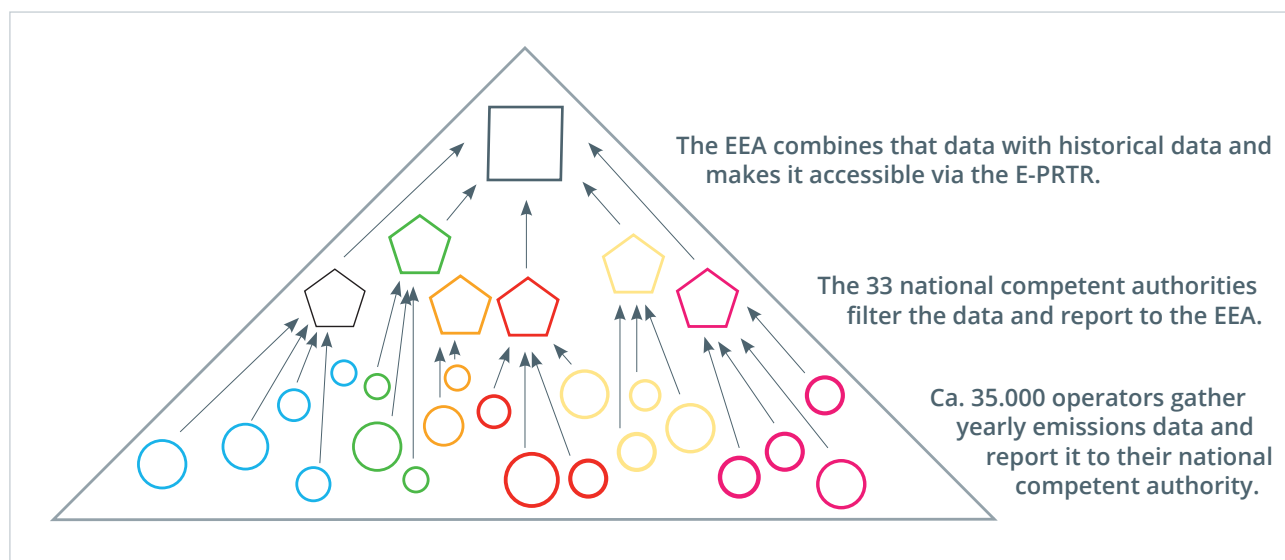 The EEA combines that data with historical data and
makes it accessible via the E-PRTR.
The 33 national competent authorities
filter the data and report to the EEA.
Ca. 35.000 operators gather
yearly emissions data and
report it to their national
competent authority.